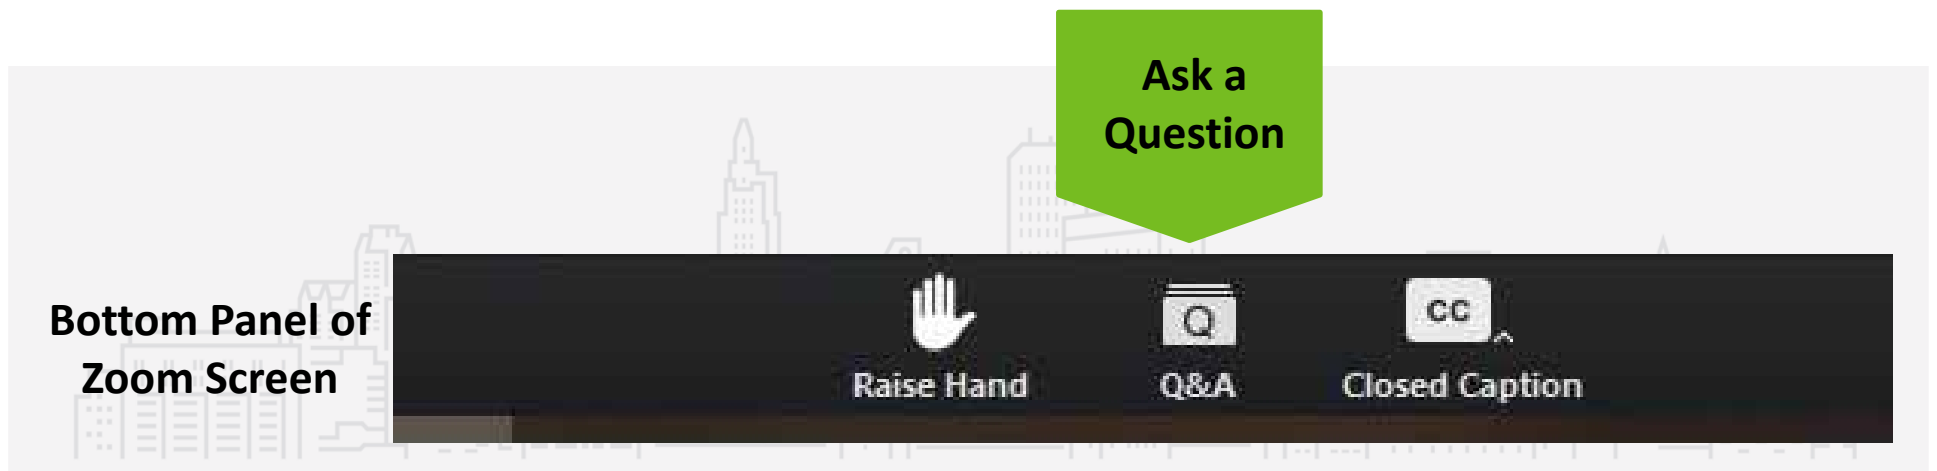 Ask a
Question
Bottom Panel of
Zoom Screen
Q
CC
Raise Hand
Q&A
Closed Caption